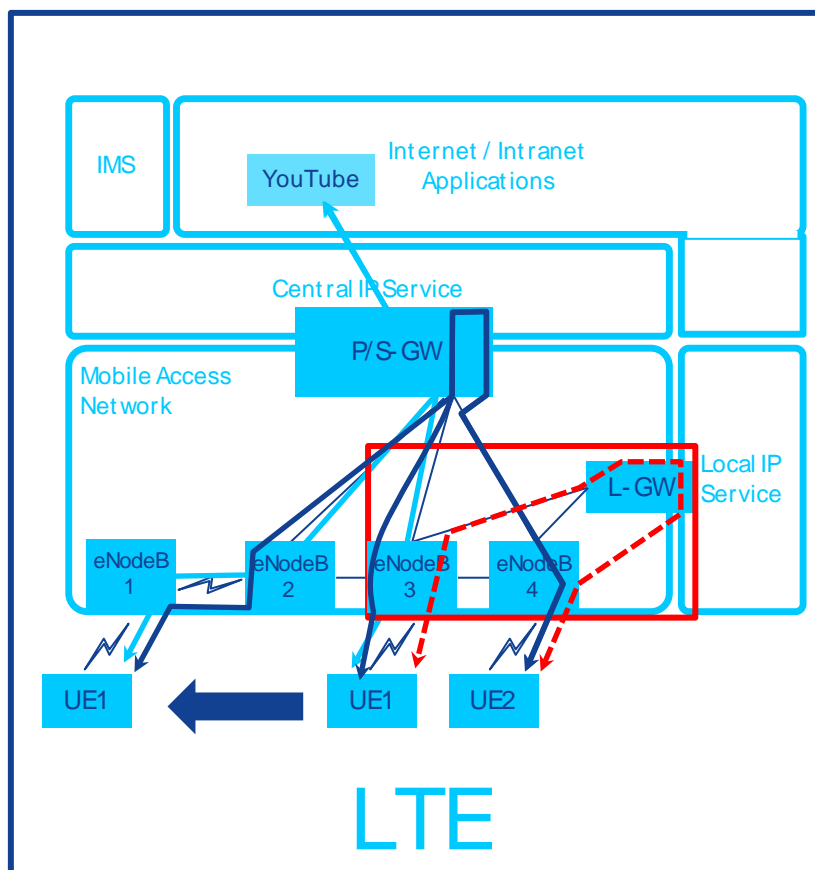 IMS
Internet / Intranet
Applications
YouTube
Central IP Service
P/S-GW
Mobile Access
Network
Local IP
Service
L-GW
eNodeB
1
eNodeB
2
eNodeB
3
eNodeB
4
UE1
UE1
UE2
LTE